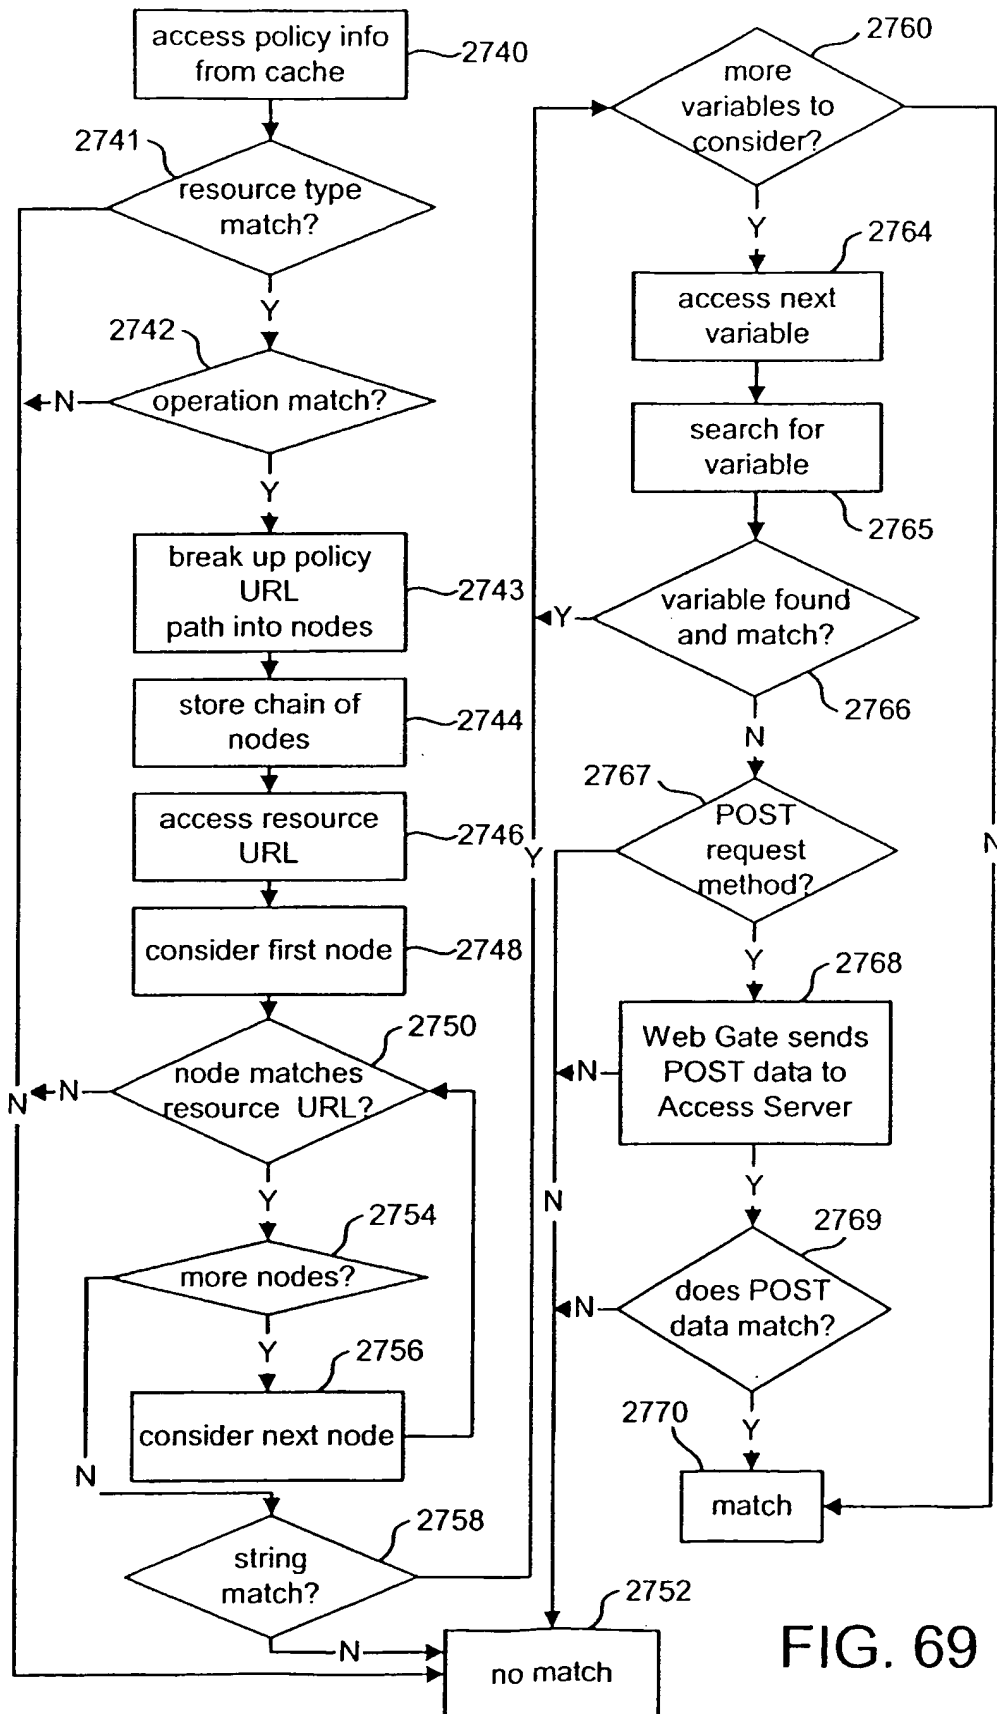 access policy info
from cache
2740
2741
resource type
match?
Y
2742
operation match?
N
Y
break up policy
URL
path into nodes
2743
store chain of
nodes
2744
access resource
URL
2746
consider first node
2748
2750
node matches
resource URL?
N
N
Y
2754
more nodes?
Y
2756
consider next node
N
2758
string
match?
N
Y
2760
more
variables to
consider?
Y
N
2764
access next
variable
search for
variable
2765
variable found
and match?
Y
2766
N
2767
POST
request
method?
Y
2768
Web Gate sends
POST data to
Access Server
N
Y
N
2769
does POST
data match?
N
Y
2770
match
2752
no match
FIG. 69